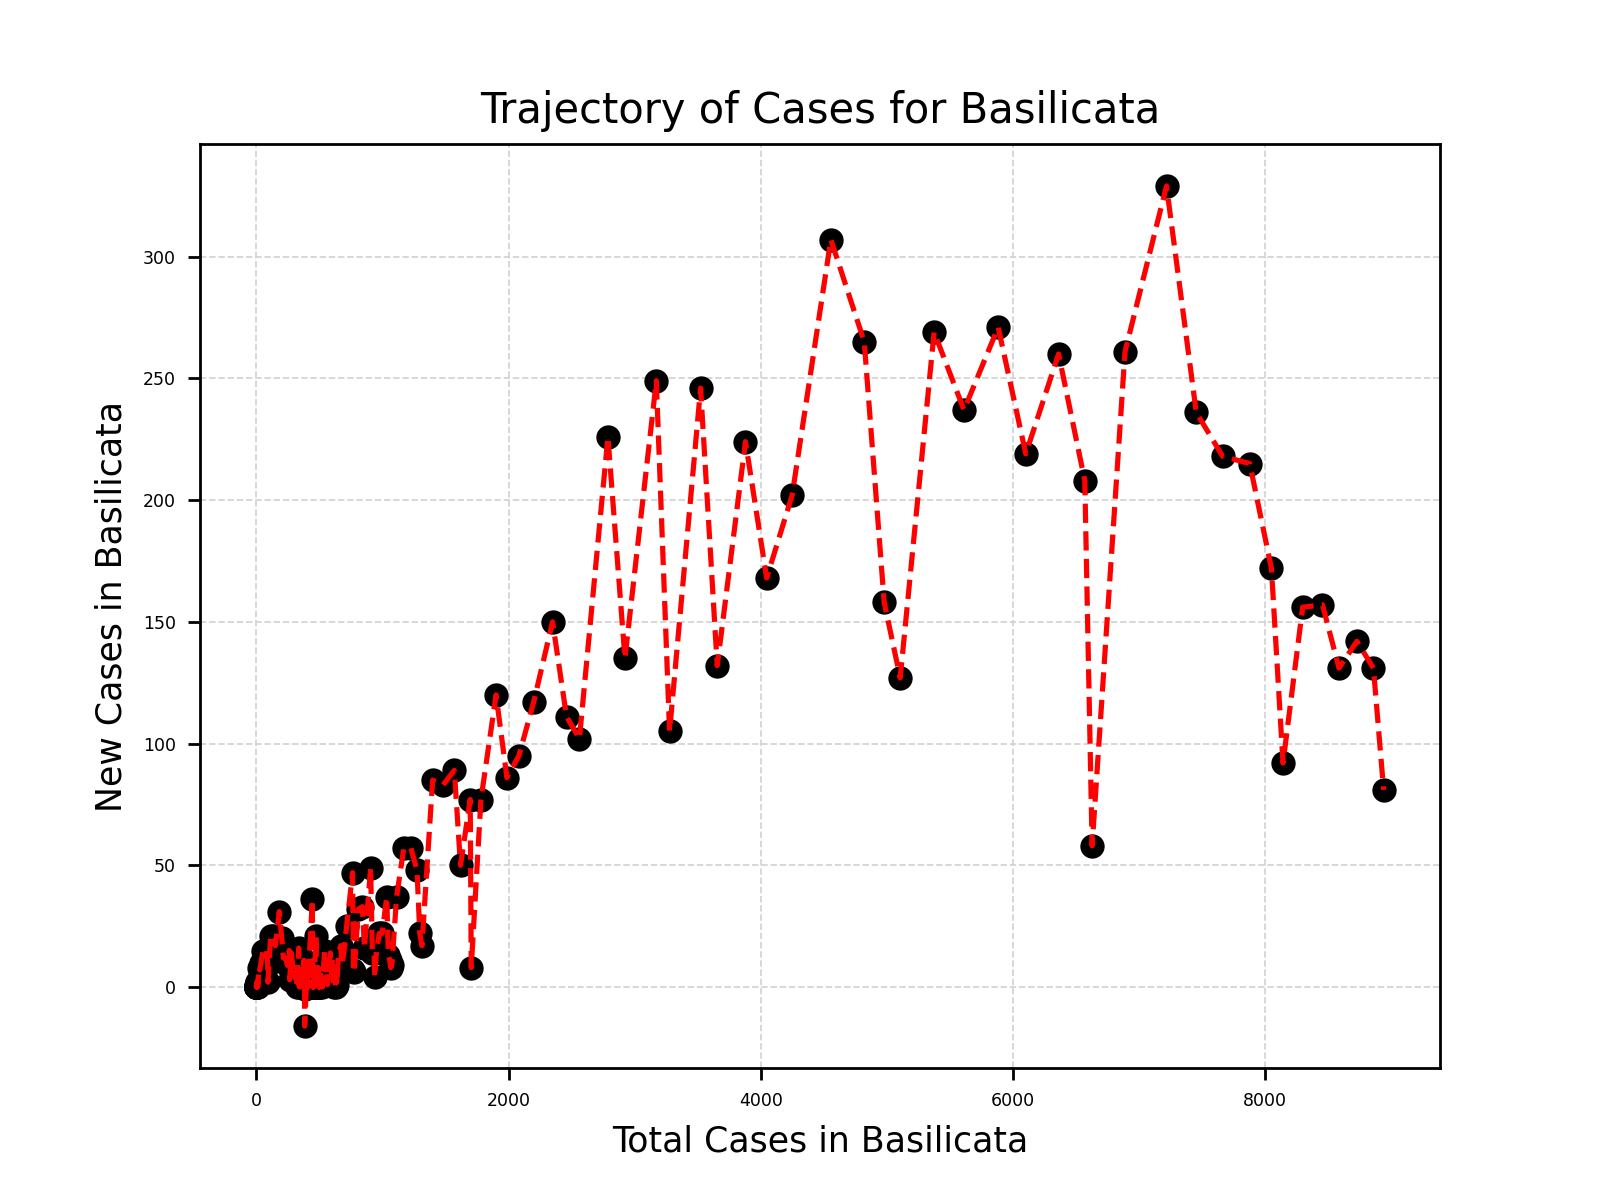 Trajectory of Cases for Basilicata
New Cases in Basilicata
300
250
200
150
100
50
0
0 2000 4000 6000 8000
Total Cases in Basilicata